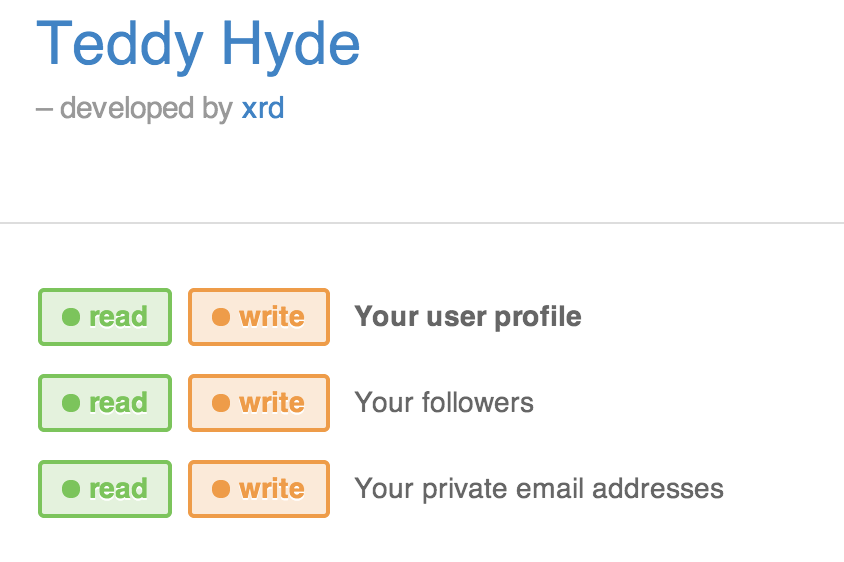 Teddy Hyde
– developed by xrd
read write Your user profile
read write Your followers
read write Your private email addresses